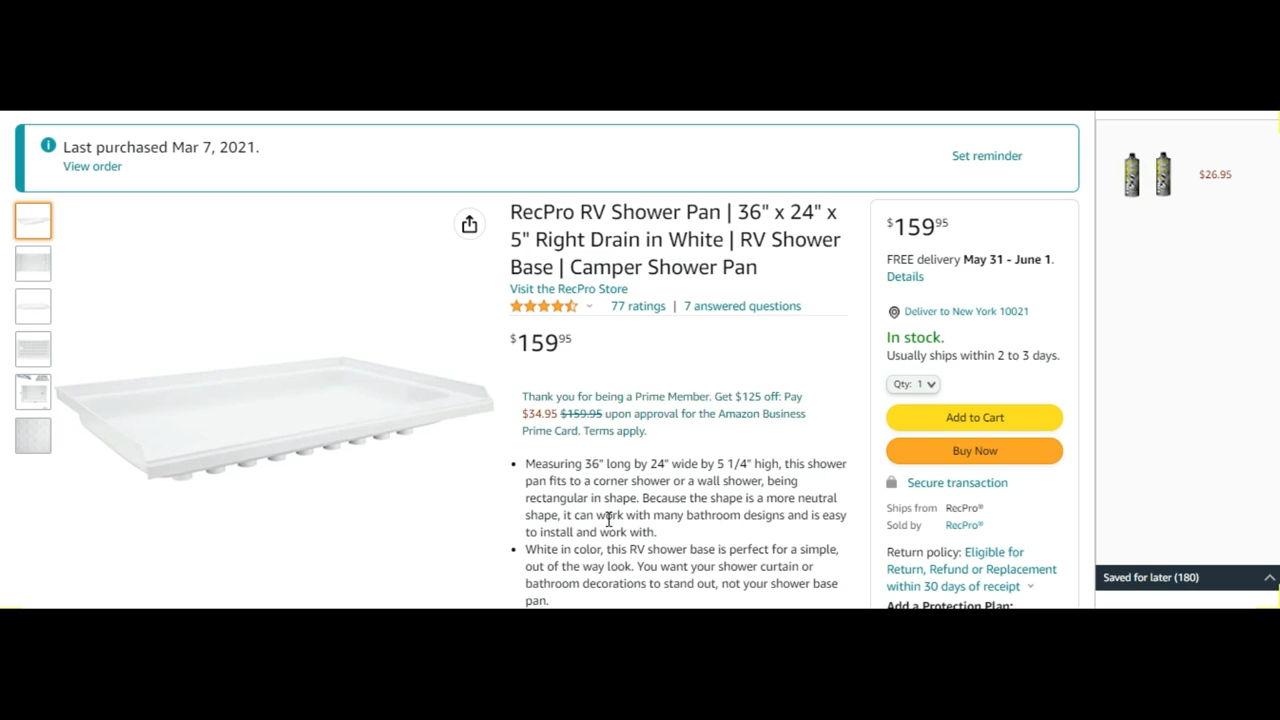 Last purchased Mar 7, 2021.
View order
Set reminder
RecPro RV Shower Pan | 36" x 24" x
5" Right Drain in White | RV Shower
Base | Camper Shower Pan
Visit the RecPro Store
77 ratings | 7 answered questions
$159.95
Thank you for being a Prime Member. Get $125 off: Pay
$34.95 $159.95 upon approval for the Amazon Business
Prime Card. Terms apply.
Measuring 36" long by 24" wide by 5 1/4" high, this shower
pan fits to a corner shower or a wall shower, being
rectangular in shape. Because the shape is a more neutral
shape, it can work with many bathroom designs and is easy
to install and work with.
White in color, this RV shower base is perfect for a simple,
out of the way look. You want your shower curtain or
bathroom decorations to stand out, not your shower base
pan.
$159.95
FREE delivery May 31 - June 1.
Details
Deliver to New York 10021
In stock.
Usually ships within 2 to 3 days.
Qty: 1
Add to Cart
Buy Now
Secure transaction
Ships from RecPro®
Sold by RecPro®
Return policy: Eligible for
Return, Refund or Replacement
within 30 days of receipt
Add a Protection Plan:
$26.95
Saved for later (180)